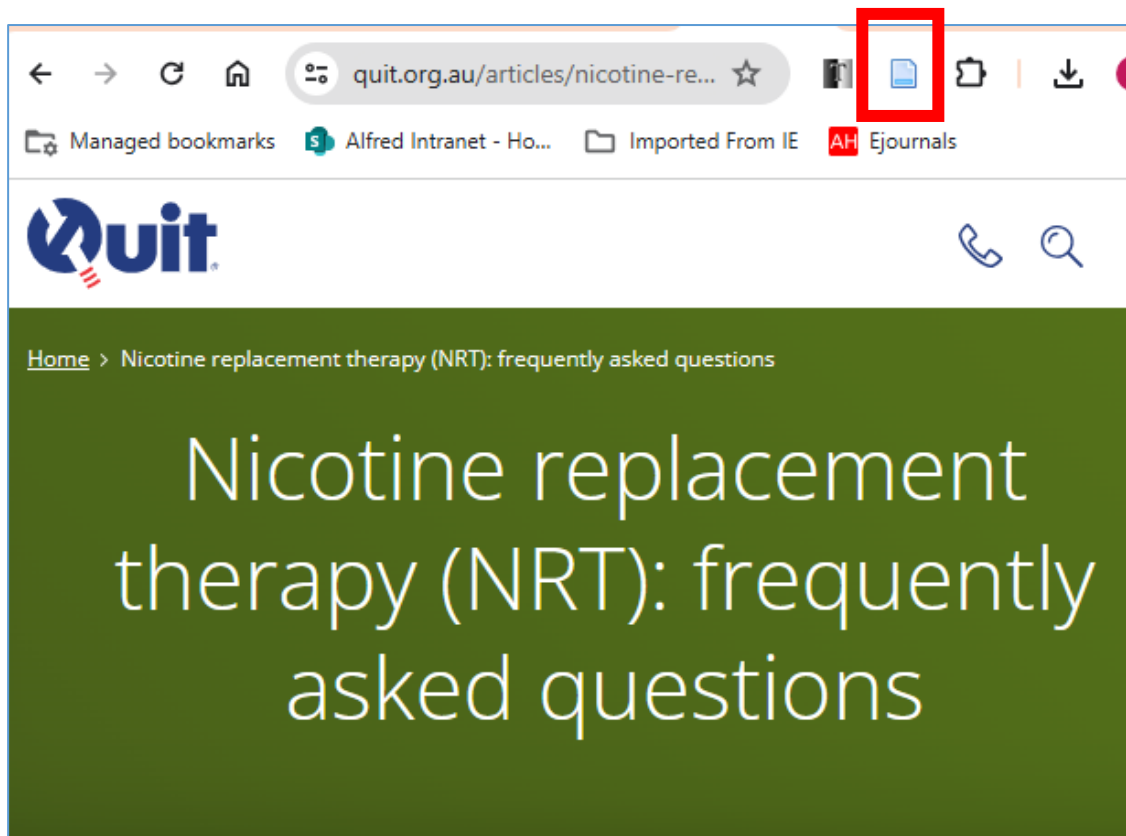 quit.org.au/articles/nicotine-re...
Managed bookmarks Alfred Intranet - Ho... Imported From IE AH Ejournals
Quit
Home > Nicotine replacement therapy (NRT): frequently asked questions
Nicotine replacement
therapy (NRT): frequently
asked questions